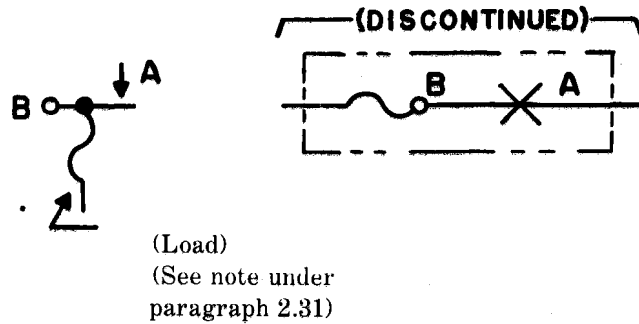 (DISCONTINUED)
A
B
B
A
(Load)
(See note under
paragraph 2.31)